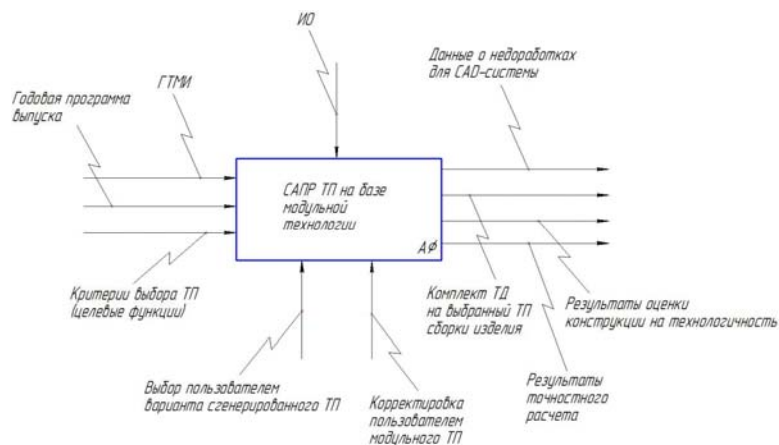 ИО
Данные о недоработках
для CAD-системы
ГТМИ
Годовая программа
выпуска
САПР ТП на базе
модульной
технологии
АФ
Критерии выбора ТП
(целевые функции)
Комплект ТД
на выбранный ТП
сборки изделия
Результаты оценки
конструкции на технологичность
Выбор пользователем
варианта сгенерированного ТП
Корректировка
пользователем
модульного ТП
Результаты
точностного
расчета